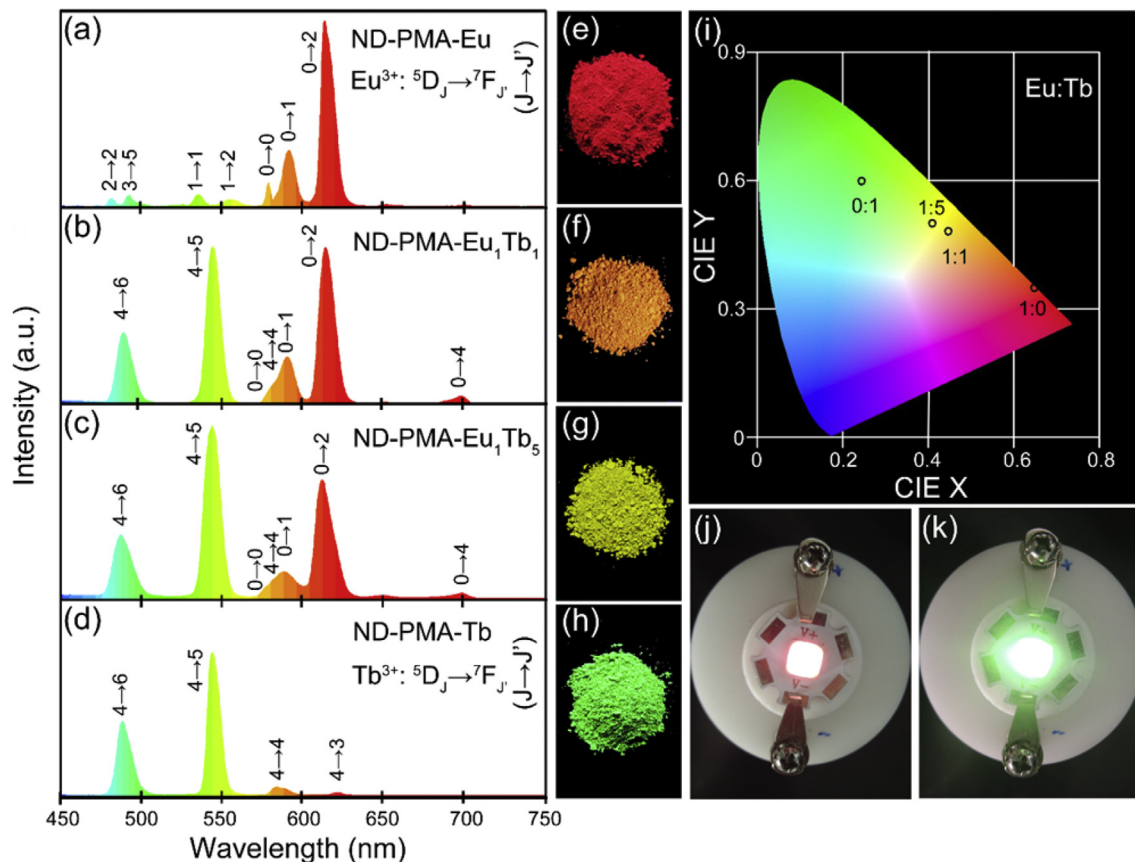 (a)
ND-PMA-Eu
Eu³⁺: ⁵D_J→⁷F_J' (J→J')
2→2
3→5
1→1
1→2
0→0
0→1
0→2
(b)
ND-PMA-Eu₁Tb₁
4→6
4→5
0→0
4→4
0→1
0→2
0→4
(c)
ND-PMA-Eu₁Tb₅
4→6
4→5
0→0
4→4
0→1
0→2
0→4
(d)
ND-PMA-Tb
Tb³⁺: ⁵D_J→⁷F_J' (J→J')
4→6
4→5
4→4
4→3
450 500 550 600 650 700 750
Wavelength (nm)
Intensity (a.u.)
(e)
(f)
(g)
(h)
(i)
Eu:Tb
0.9
0.6
0.3
0
0:1
1:5
1:1
1:0
0 0.2 0.4 0.6 0.8
CIE X
CIE Y
(j)
V+
V−
(k)